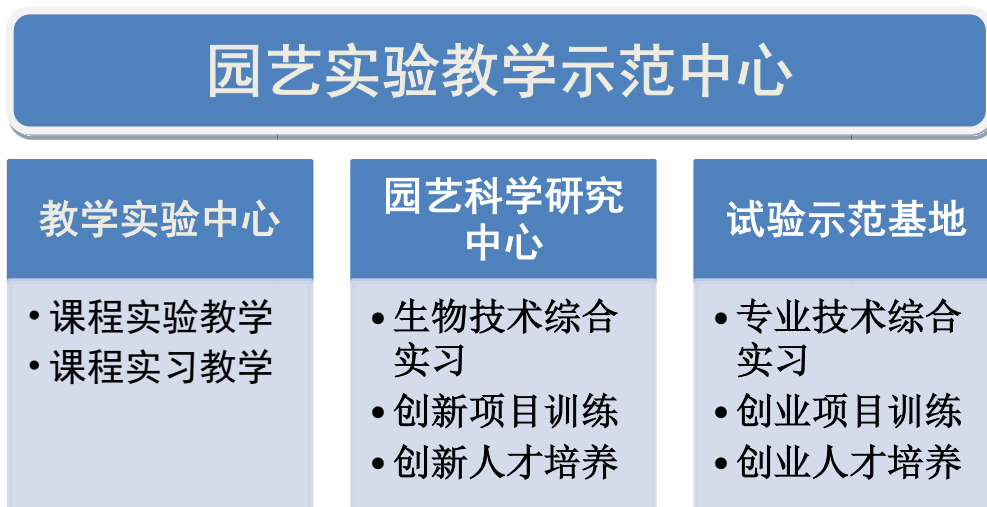 园艺实验教学示范中心
教学实验中心
• 课程实验教学
• 课程实习教学
园艺科学研究
中心
• 生物技术综合
实习
• 创新项目训练
• 创新人才培养
试验示范基地
• 专业技术综合
实习
• 创业项目训练
• 创业人才培养